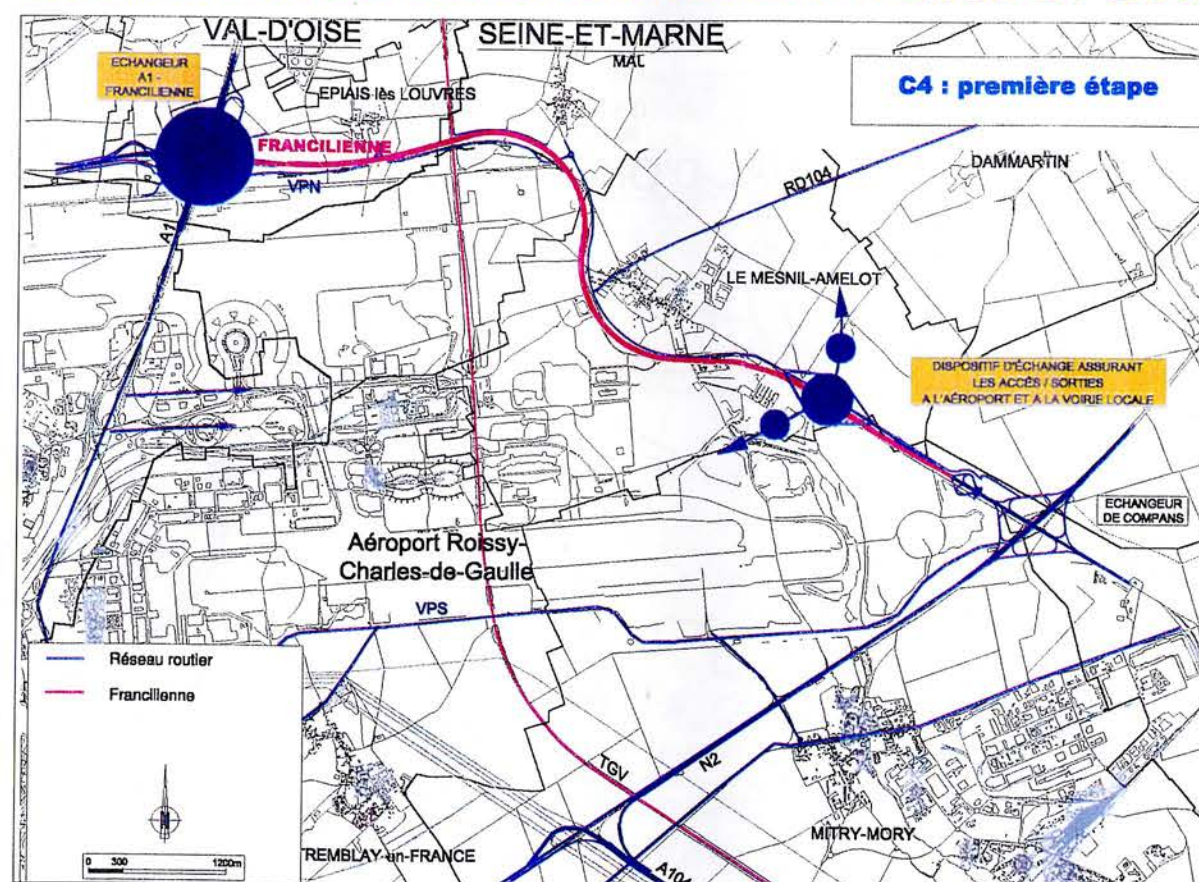 VAL-D'OISE
SEINE-ET-MARNE
MAL
ECHANGEUR
A1 -
FRANCILIENNE
EPIAIS-lès LOUVRES
C4 : première étape
FRANCILIENNE
VPN
A1
RD104
DAMMARTIN
LE MESNIL-AMELOT
DISPOSITIF D'ÉCHANGE ASSURANT
LES ACCÉS / SORTIES
A L'AÉROPORT ET A LA VOIRIE LOCALE
ECHANGEUR
DE COMPANS
Aéroport Roissy-
Charles-de-Gaulle
VPS
Réseau routier
Francilienne
TGV
N2
0 300 1200m
TREMBLAY-en-FRANCE
MITRY-MORY
A104